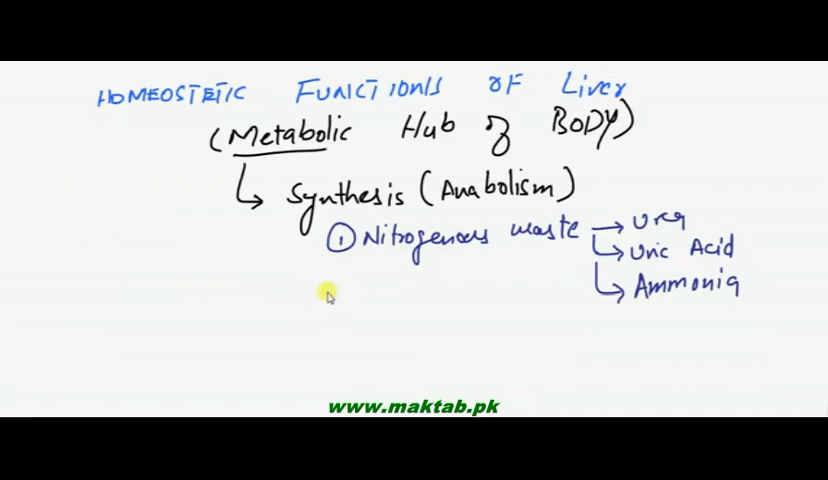 HOMEOSTETIC FUNCTIONS OF Liver
(Metabolic Hub of BODY)
↳ Synthesis (Anabolism)
① Nitrogenous waste → Urea
↳ Uric Acid
↳ Ammonia
www.maktab.pk